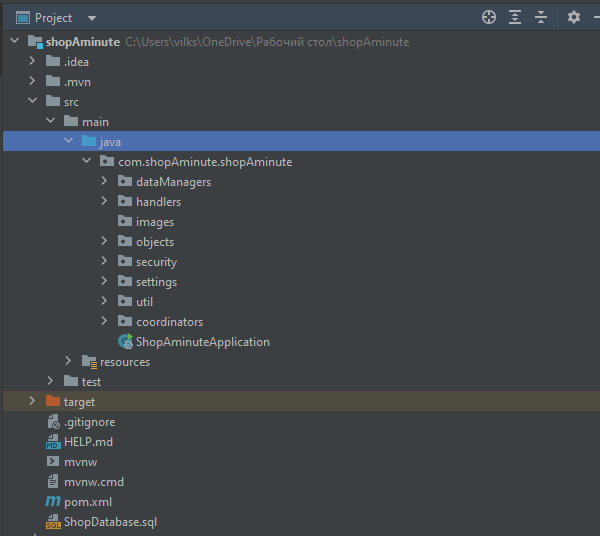 Project
shopAminute C:\Users\vilks\OneDrive\Рабочий стол\shopAminute
.idea
.mvn
src
main
java
com.shopAminute.shopAminute
dataManagers
handlers
images
objects
security
settings
util
coordinators
ShopAminuteApplication
resources
test
target
.gitignore
MD HELP.md
mvnw
mvnw.cmd
m pom.xml
SQL ShopDatabase.sql